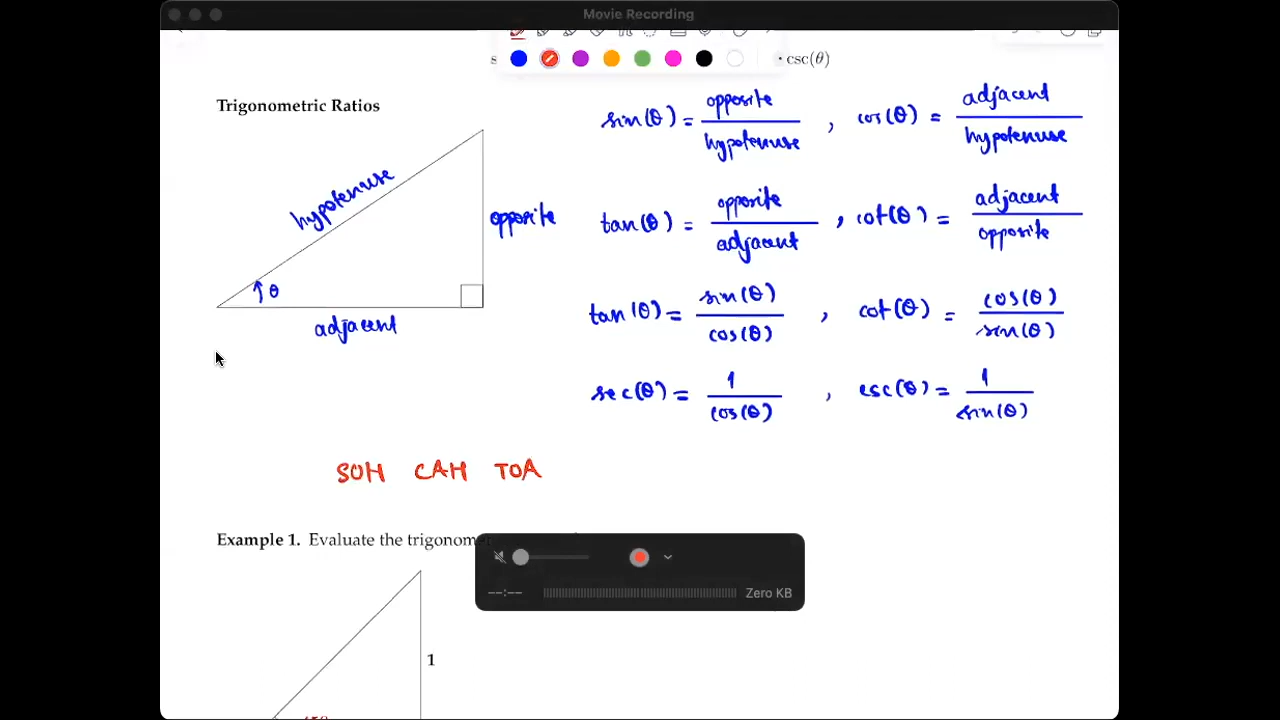 Movie Recording
· csc(θ)
Trigonometric Ratios
sin(θ) = opposite / hypotenuse , cos(θ) = adjacent / hypotenuse
hypotenuse
opposite
tan(θ) = opposite / adjacent , cot(θ) = adjacent / opposite
θ
adjacent
tan(θ) = sin(θ) / cos(θ) , cot(θ) = cos(θ) / sin(θ)
sec(θ) = 1 / cos(θ) , csc(θ) = 1 / sin(θ)
SOH CAH TOA
Example 1. Evaluate the
--:-- Zero KB
1